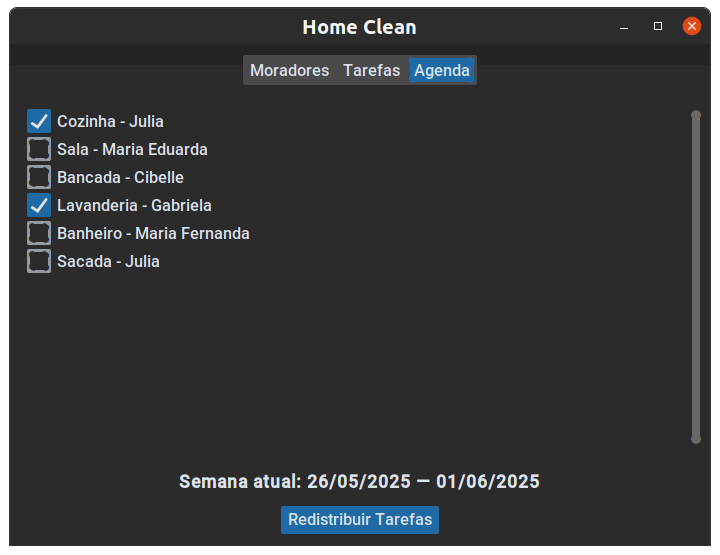 Home Clean
Moradores Tarefas Agenda
Cozinha - Julia
Sala - Maria Eduarda
Bancada - Cibelle
Lavanderia - Gabriela
Banheiro - Maria Fernanda
Sacada - Julia
Semana atual: 26/05/2025 — 01/06/2025
Redistribuir Tarefas